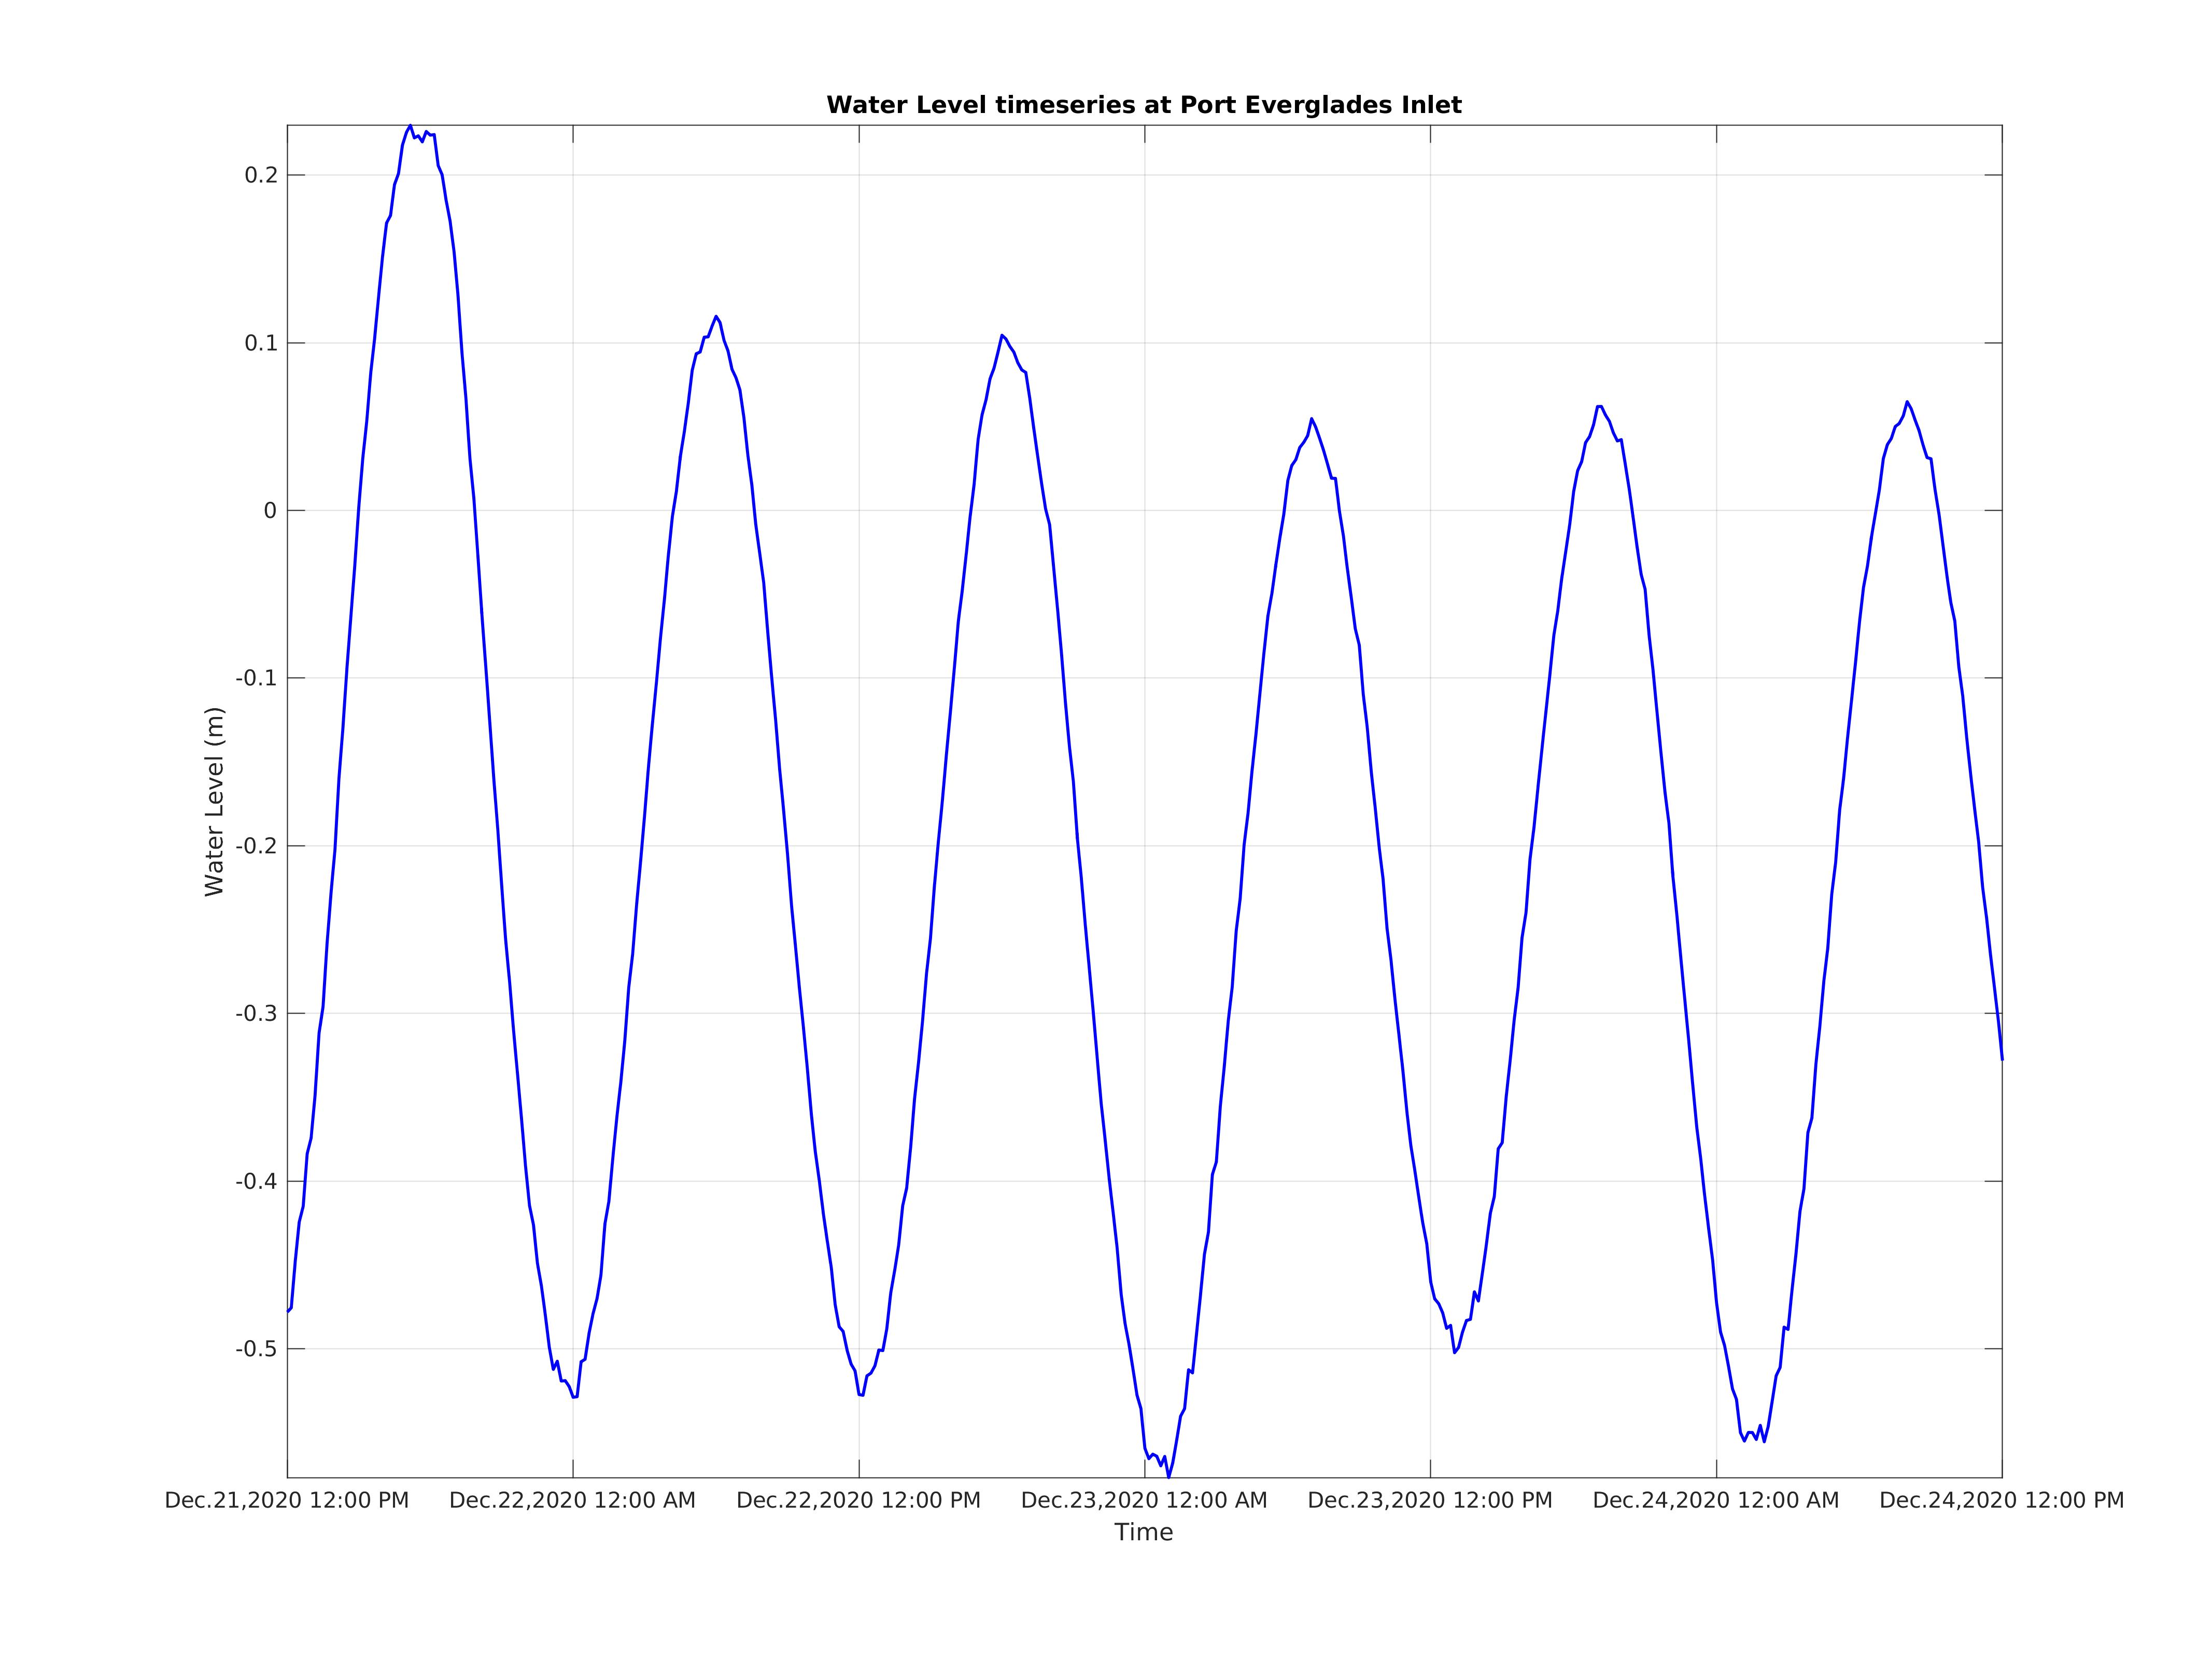 Water Level timeseries at Port Everglades Inlet
0.2
0.1
0
-0.1
-0.2
-0.3
-0.4
-0.5
Water Level (m)
Dec.21,2020 12:00 PM
Dec.22,2020 12:00 AM
Dec.22,2020 12:00 PM
Dec.23,2020 12:00 AM
Dec.23,2020 12:00 PM
Dec.24,2020 12:00 AM
Dec.24,2020 12:00 PM
Time